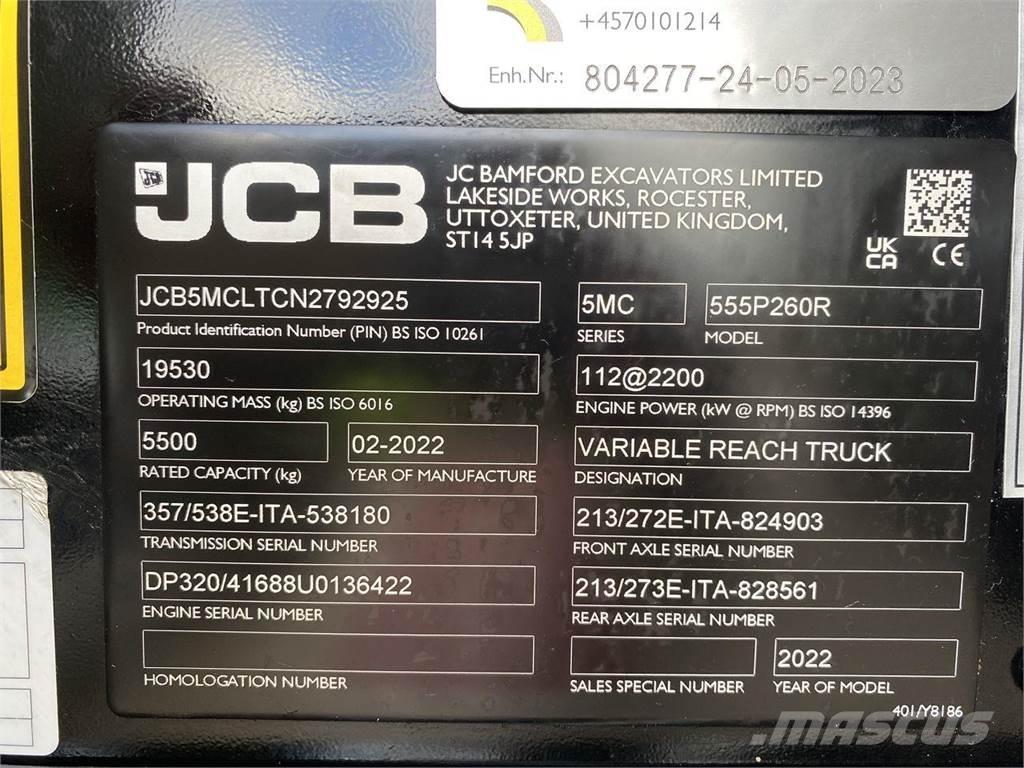 +4570101214
Enh.Nr.: 804277-24-05-2023
JCB
JC BAMFORD EXCAVATORS LIMITED
LAKESIDE WORKS, ROCESTER,
UTTOXETER, UNITED KINGDOM,
ST14 5JP
UK
CA CE
JCB5MCLTCN2792925
Product Identification Number (PIN) BS ISO 10261
5MC
SERIES
555P260R
MODEL
19530
OPERATING MASS (kg) BS ISO 6016
112@2200
ENGINE POWER (kW @ RPM) BS ISO 14396
5500
RATED CAPACITY (kg)
02-2022
YEAR OF MANUFACTURE
VARIABLE REACH TRUCK
DESIGNATION
357/538E-ITA-538180
TRANSMISSION SERIAL NUMBER
213/272E-ITA-824903
FRONT AXLE SERIAL NUMBER
DP320/41688U0136422
ENGINE SERIAL NUMBER
213/273E-ITA-828561
REAR AXLE SERIAL NUMBER
HOMOLOGATION NUMBER
SALES SPECIAL NUMBER
2022
YEAR OF MODEL
401/Y8186
MASCUS